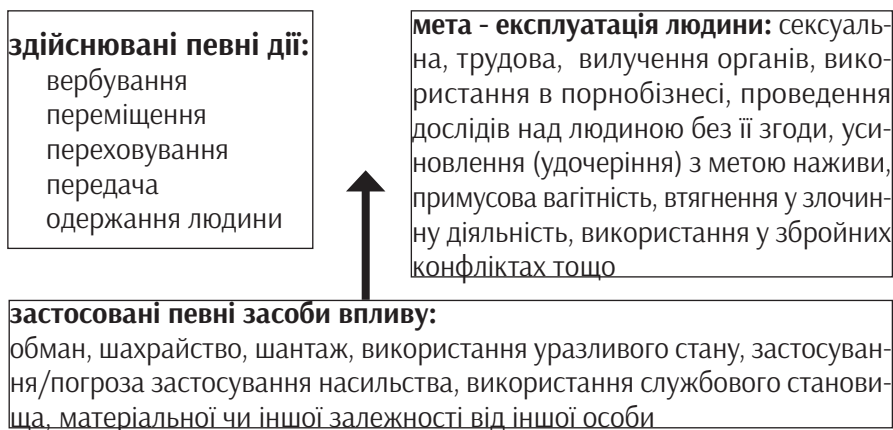 здійснювані певні дії:
вербування
переміщення
переховування
передача
одержання людини
мета - експлуатація людини: сексуаль-
на, трудова, вилучення органів, вико-
ристання в порнобізнесі, проведення
дослідів над людиною без її згоди, уси-
новлення (удочеріння) з метою наживи,
примусова вагітність, втягнення у злочин-
ну діяльність, використання у збройних
конфліктах тощо
застосовані певні засоби впливу:
обман, шахрайство, шантаж, використання уразливого стану, застосуван-
ня/погроза застосування насильства, використання службового станови-
ща, матеріальної чи іншої залежності від іншої особи